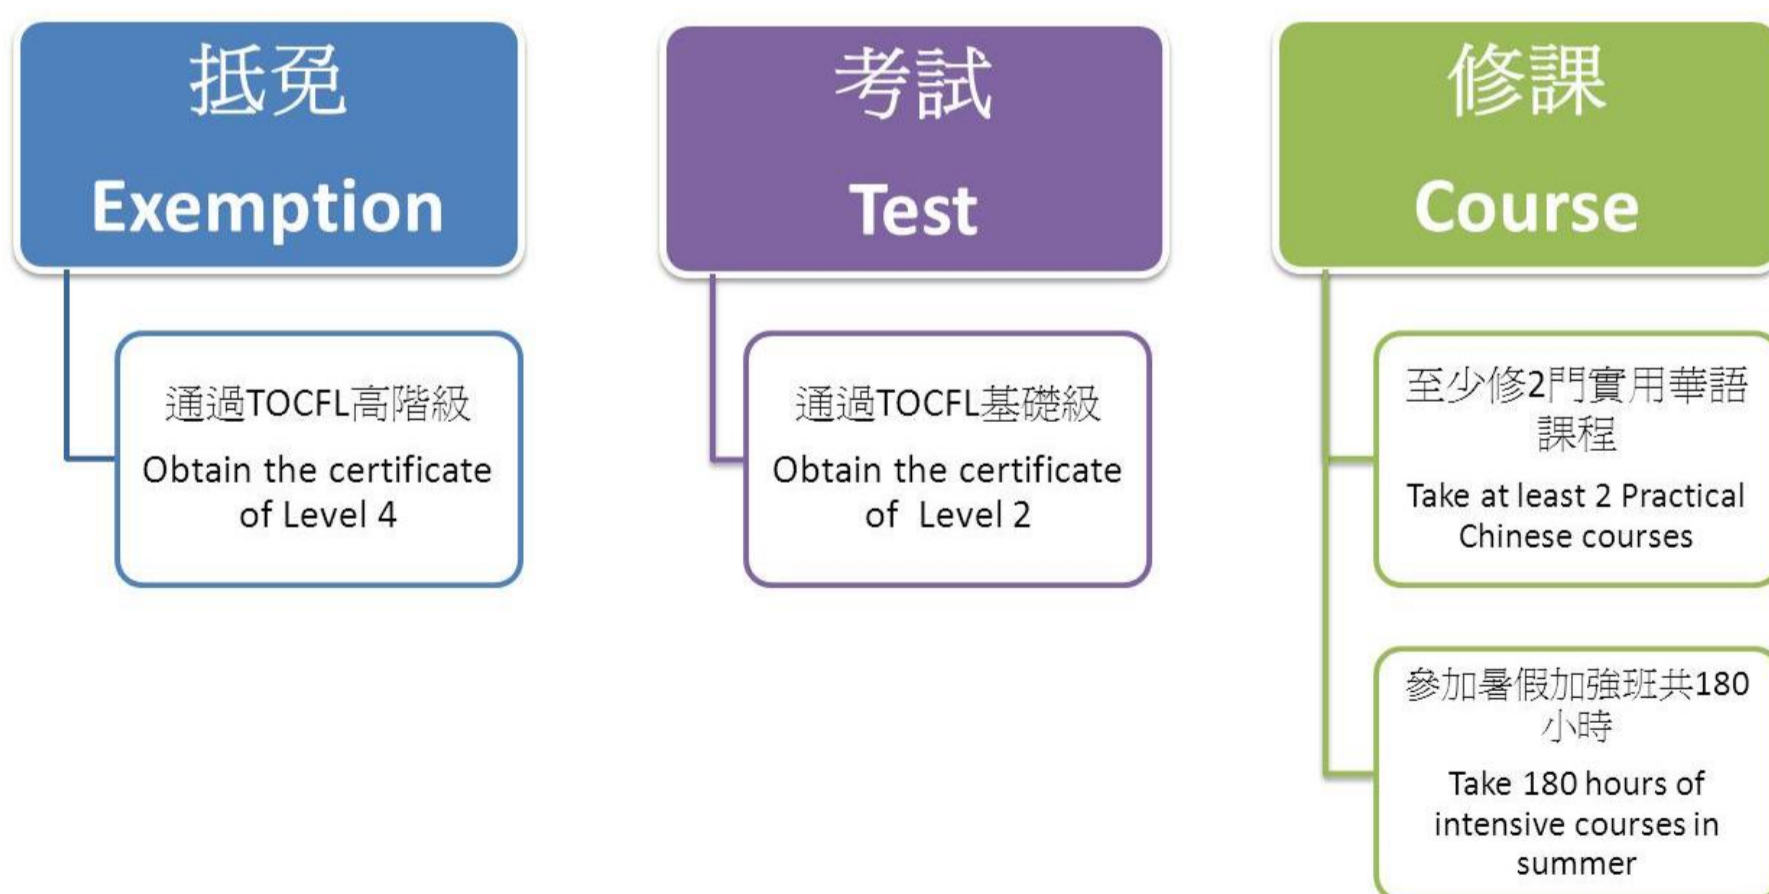 抵免
Exemption
通過TOCFL高階級
Obtain the certificate
of Level 4
考試
Test
通過TOCFL基礎級
Obtain the certificate
of Level 2
修課
Course
至少修2門實用華語
課程
Take at least 2 Practical
Chinese courses
參加暑假加強班共180
小時
Take 180 hours of
intensive courses in
summer